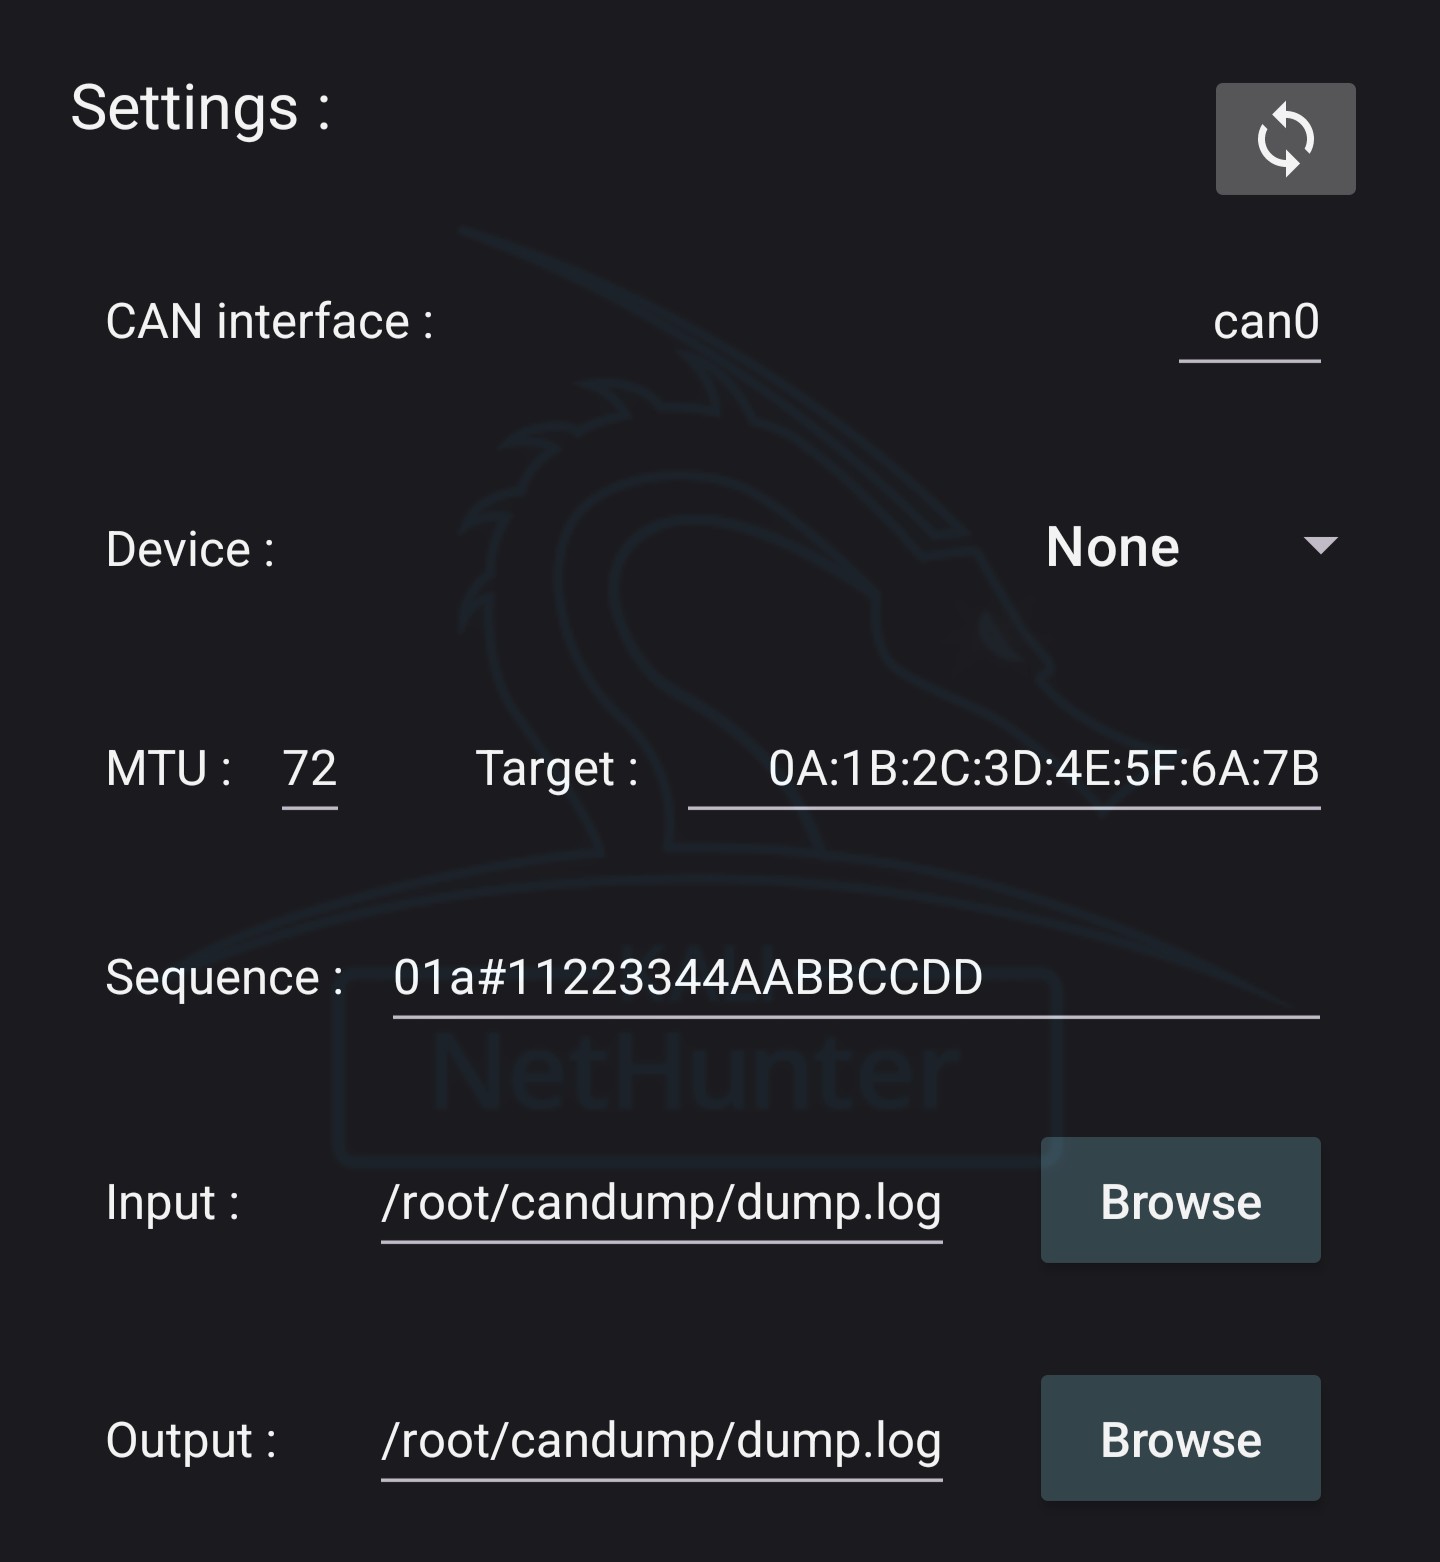 Settings :
CAN interface : can0
Device : None
MTU : 72 Target : 0A:1B:2C:3D:4E:5F:6A:7B
KALI
Sequence : 01a#11223344AABBCCDD
NetHunter
Input : /root/candump/dump.log Browse
Output : /root/candump/dump.log Browse